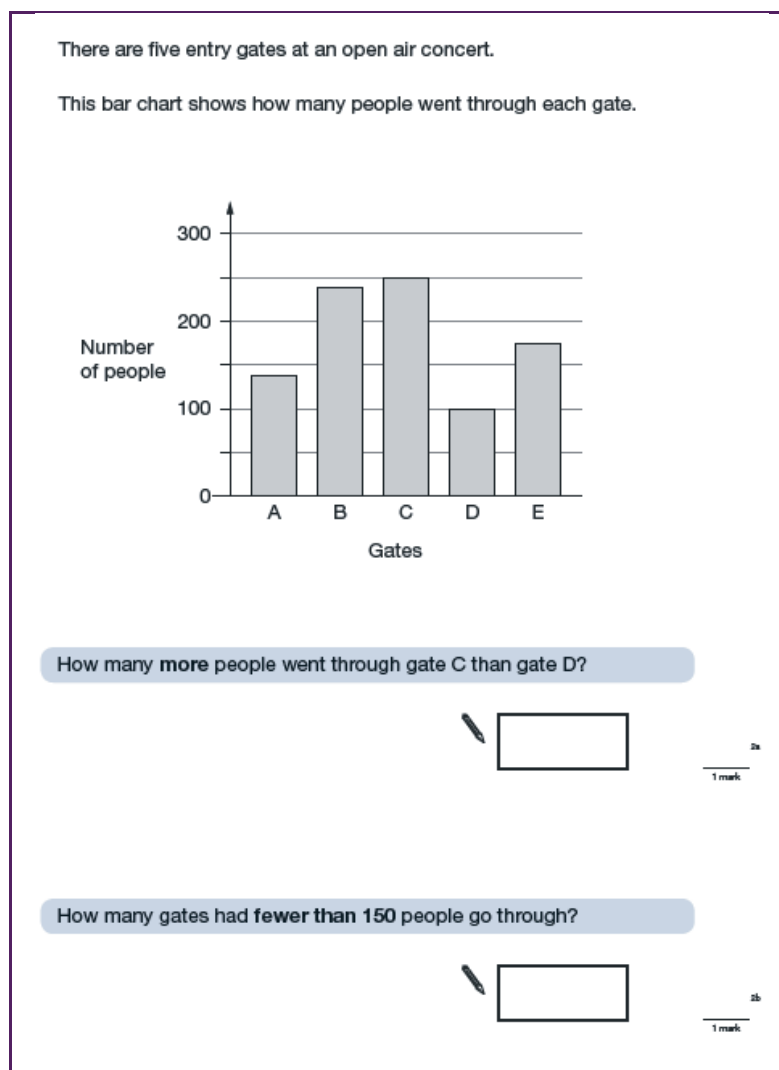 There are five entry gates at an open air concert.
This bar chart shows how many people went through each gate.
300
200
Number
of people
100
0
A B C D E
Gates
How many more people went through gate C than gate D?
2a
1 mark
How many gates had fewer than 150 people go through?
2b
1 mark